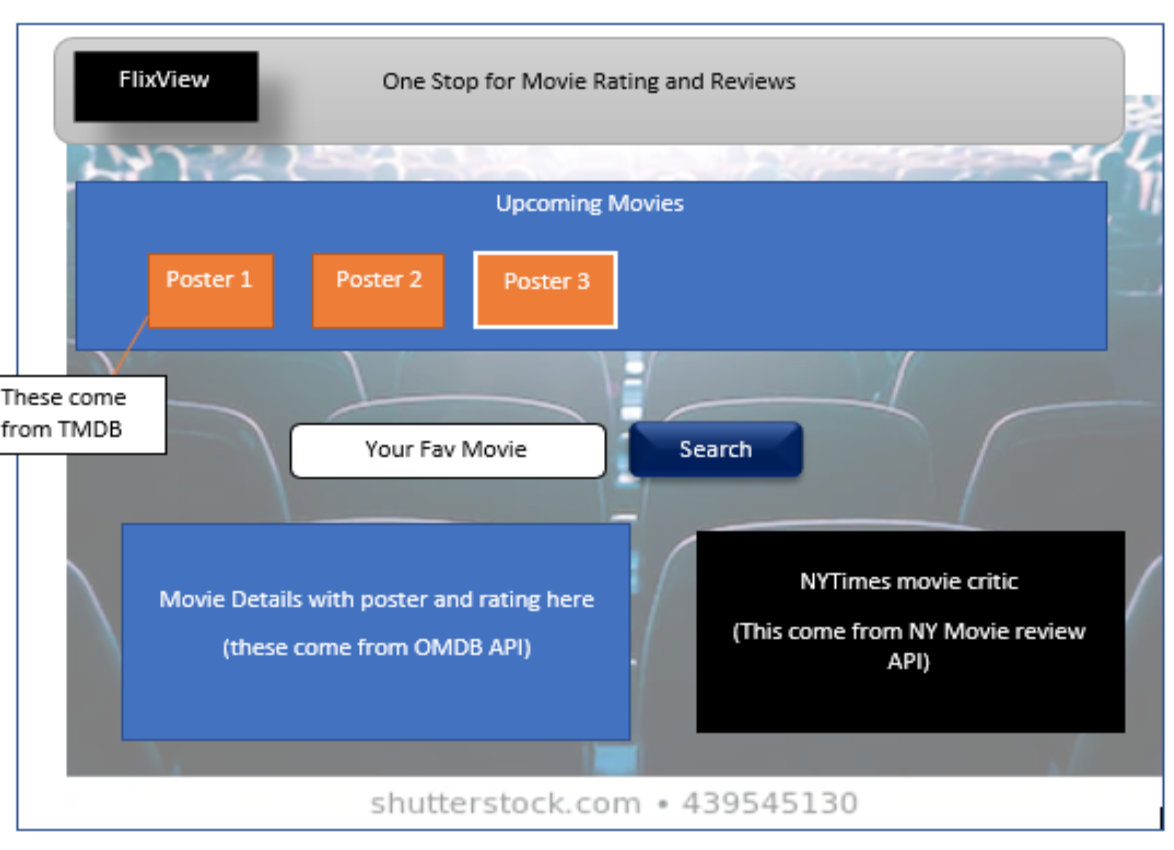 FlixView
One Stop for Movie Rating and Reviews
Upcoming Movies
Poster 1
Poster 2
Poster 3
These come
from TMDB
Your Fav Movie
Search
Movie Details with poster and rating here
(these come from OMDB API)
NYTimes movie critic
(This come from NY Movie review
API)
shutterstock.com • 439545130